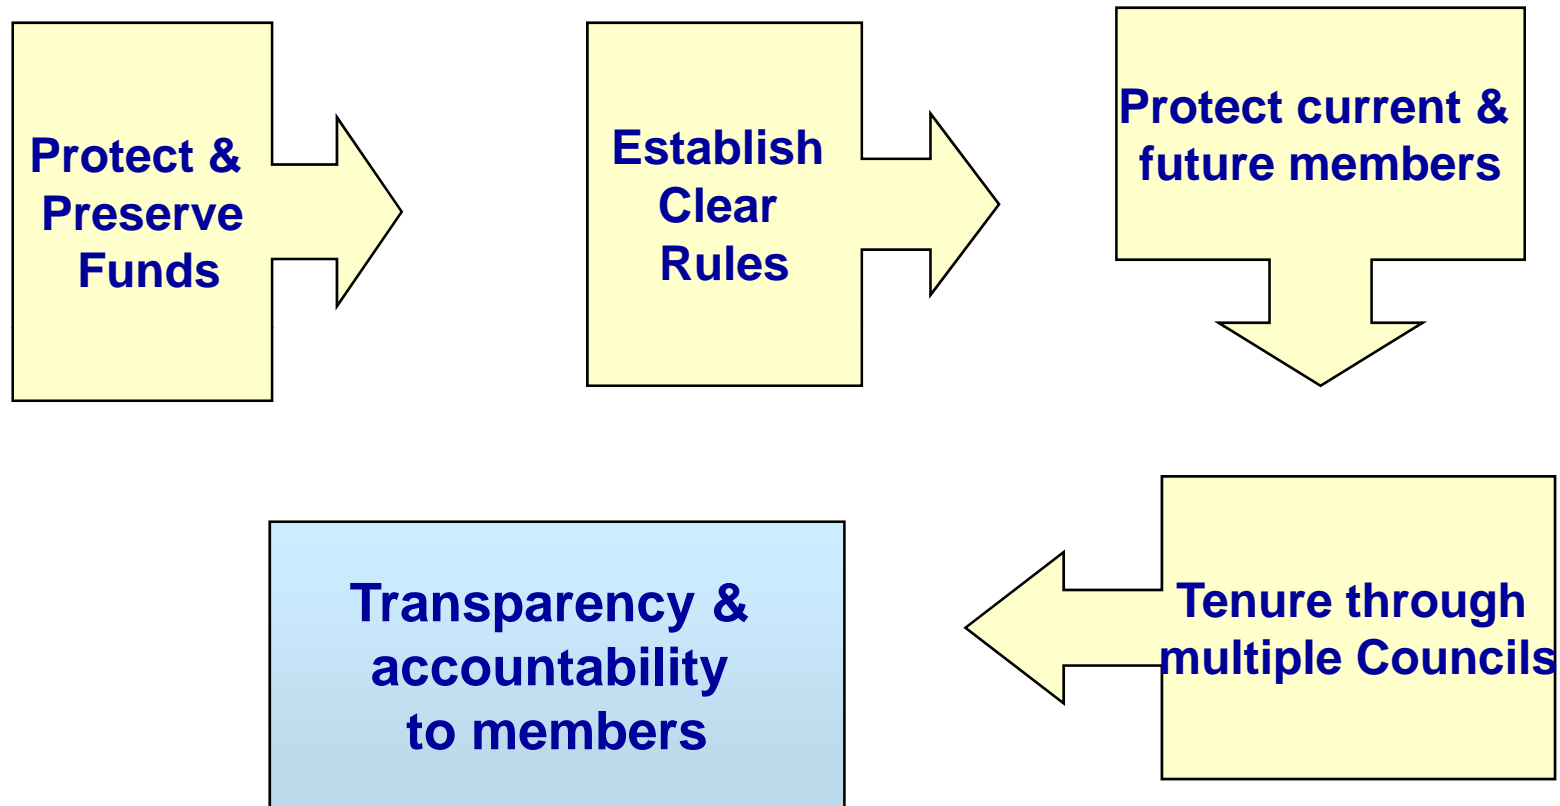 Protect &
Preserve
Funds
Establish
Clear
Rules
Protect current &
future members
Tenure through
multiple Councils
Transparency &
accountability
to members